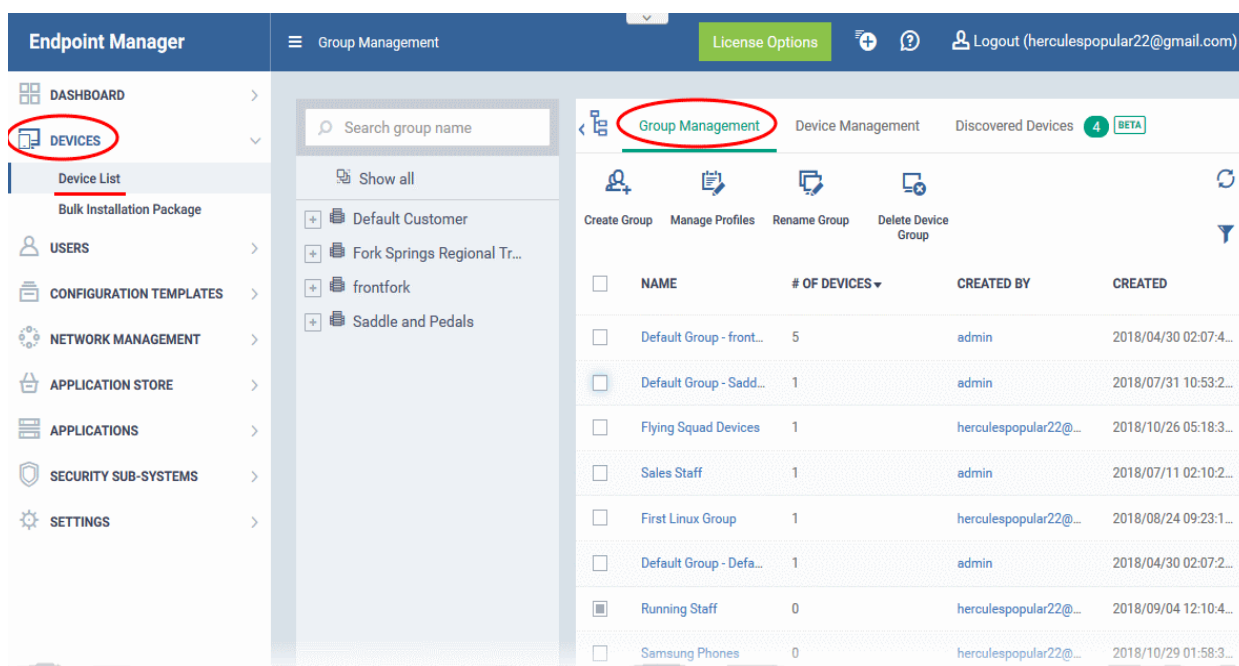 Endpoint Manager
Group Management
License Options
Logout (herculespopular22@gmail.com)
DASHBOARD
DEVICES
Device List
Bulk Installation Package
USERS
CONFIGURATION TEMPLATES
NETWORK MANAGEMENT
APPLICATION STORE
APPLICATIONS
SECURITY SUB-SYSTEMS
SETTINGS
Search group name
Show all
Default Customer
Fork Springs Regional Tr...
frontfork
Saddle and Pedals
Group Management Device Management Discovered Devices 4 BETA
Create Group Manage Profiles Rename Group Delete Device Group
NAME # OF DEVICES CREATED BY CREATED
Default Group - front... 5 admin 2018/04/30 02:07:4...
Default Group - Sadd... 1 admin 2018/07/31 10:53:2...
Flying Squad Devices 1 herculespopular22@... 2018/10/26 05:18:3...
Sales Staff 1 admin 2018/07/11 02:10:2...
First Linux Group 1 herculespopular22@... 2018/08/24 09:23:1...
Default Group - Defa... 1 admin 2018/04/30 02:07:2...
Running Staff 0 herculespopular22@... 2018/09/04 12:10:4...
Samsung Phones 0 herculespopular22@... 2018/10/29 01:58:3...